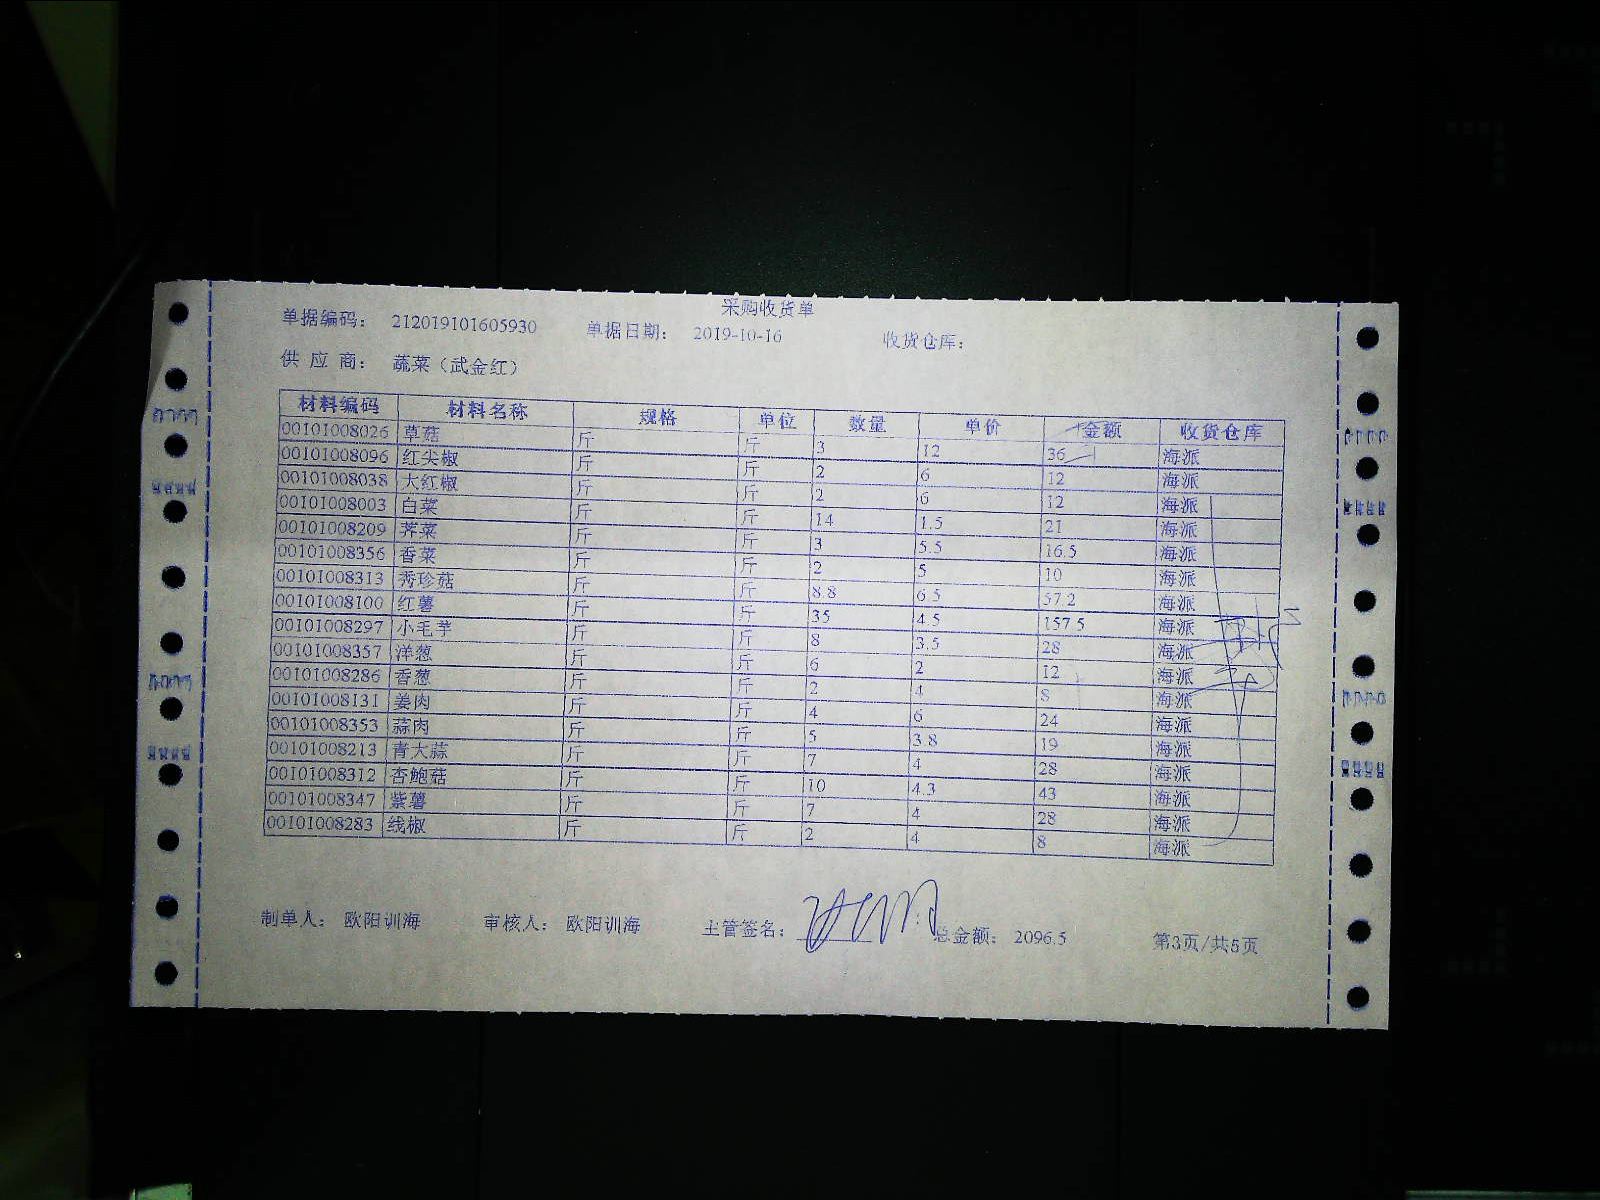 采购收货单
单据编码： 212019101605930 单据日期： 2019-10-16 收货仓库：
供 应 商： 蔬菜（武金红）
材料编码 材料名称 规格 单位 数量 单价 金额 收货仓库
00101008026 草菇 斤 斤 3 12 36 海派
00101008096 红尖椒 斤 斤 2 6 12 海派
00101008038 大红椒 斤 斤 2 6 12 海派
00101008003 白菜 斤 斤 14 1.5 21 海派
00101008209 荠菜 斤 斤 3 5.5 16.5 海派
00101008356 香菜 斤 斤 2 5 10 海派
00101008313 秀珍菇 斤 斤 8.8 6.5 57.2 海派
00101008100 红薯 斤 斤 35 4.5 157.5 海派
00101008297 小毛芋 斤 斤 8 3.5 28 海派
00101008357 洋葱 斤 斤 6 2 12 海派
00101008286 香葱 斤 斤 2 4 8 海派
00101008131 姜肉 斤 斤 4 6 24 海派
00101008353 蒜肉 斤 斤 5 3.8 19 海派
00101008213 青大蒜 斤 斤 7 4 28 海派
00101008312 杏鲍菇 斤 斤 10 4.3 43 海派
00101008347 紫薯 斤 斤 7 4 28 海派
00101008283 线椒 斤 斤 2 4 8 海派
制单人： 欧阳训海 审核人： 欧阳训海 主管签名： 总金额： 2096.5 第3页/共5页